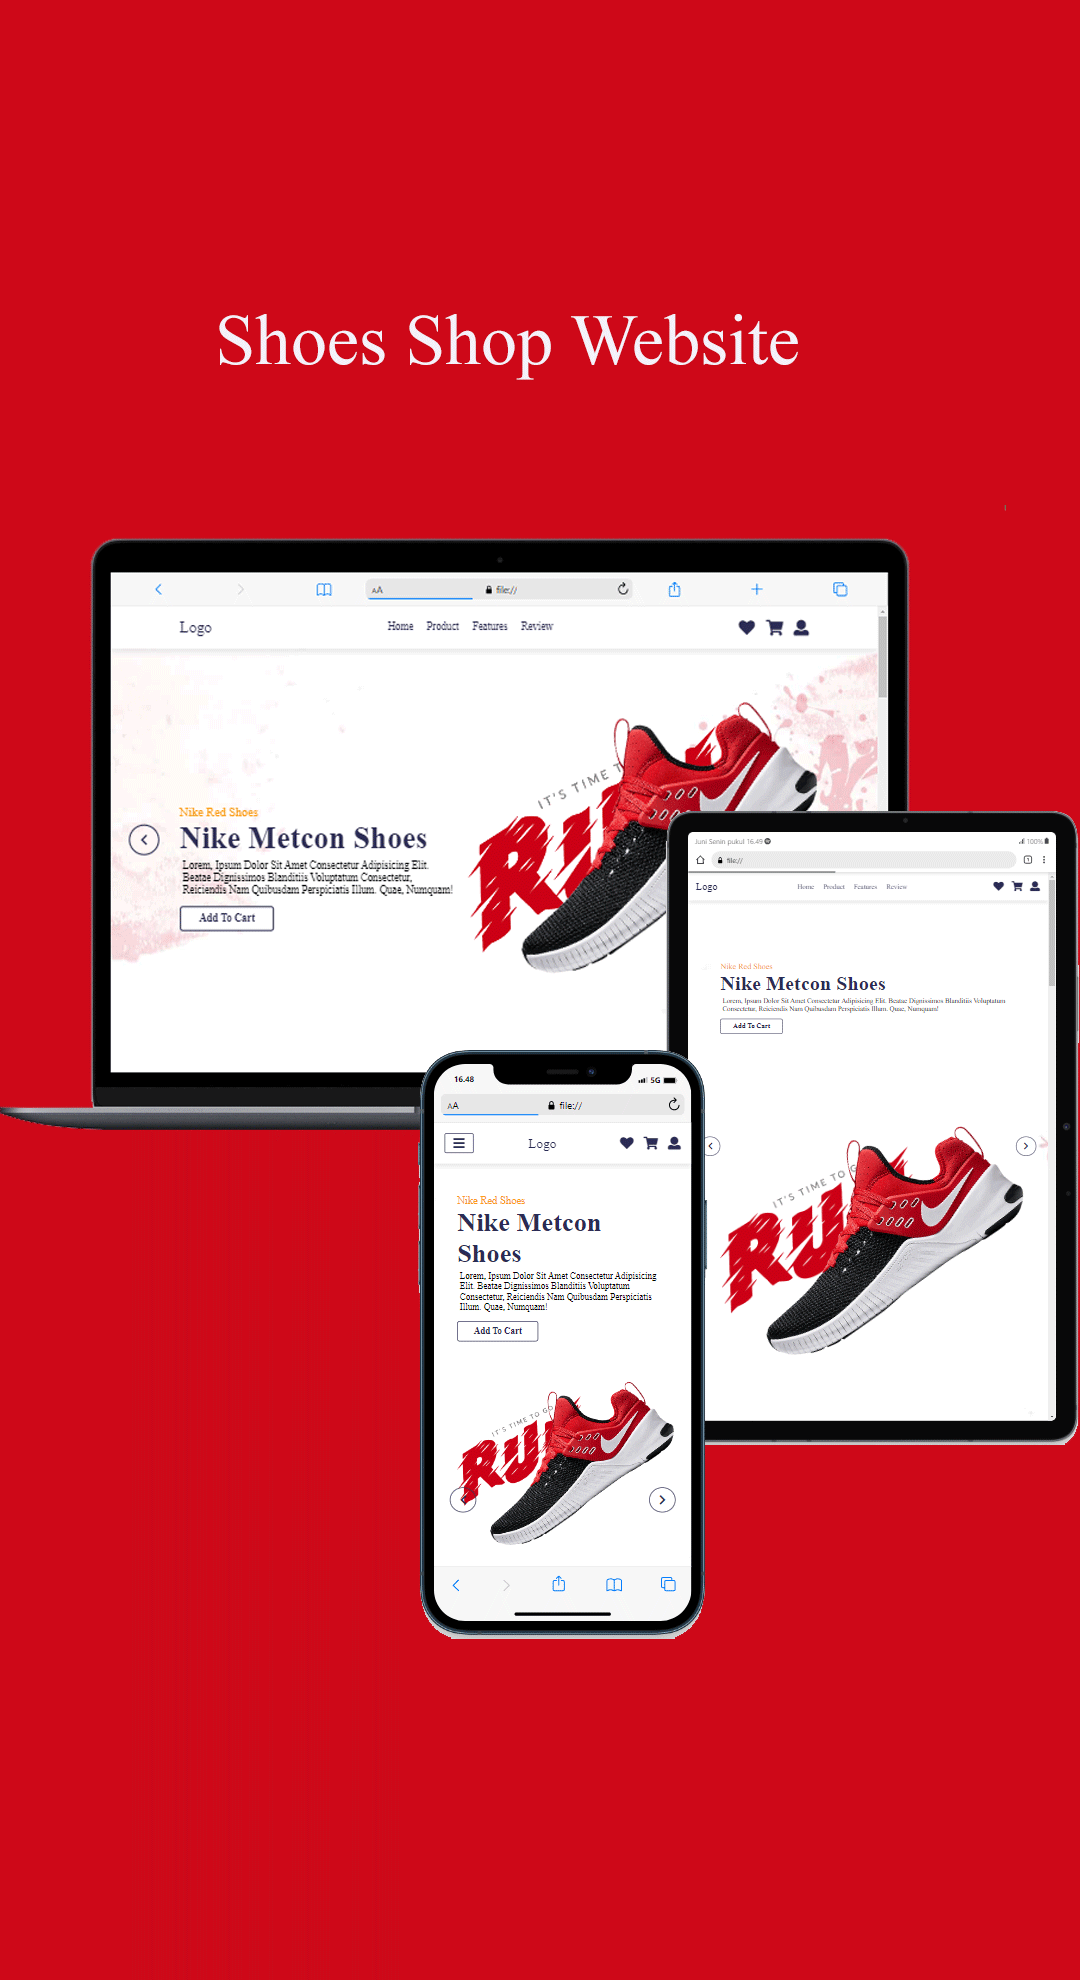 Shoes Shop Website
AA file://
Logo Home Product Features Review
IT'S TIME T
RU
Nike Red Shoes
Nike Metcon Shoes
Lorem, Ipsum Dolor Sit Amet Consectetur Adipisicing Elit.
Beatae Dignissimos Blanditiis Voluptatum Consectetur,
Reiciendis Nam Quibusdam Perspiciatis Illum. Quae, Numquam!
Add To Cart
Juni Senin pukul 16.49 100%
file:// 1
Logo Home Product Features Review
Nike Red Shoes
Nike Metcon Shoes
Lorem, Ipsum Dolor Sit Amet Consectetur Adipisicing Elit. Beatae Dignissimos Blanditiis Voluptatum
Consectetur, Reiciendis Nam Quibusdam Perspiciatis Illum. Quae, Numquam!
Add To Cart
IT'S TIME TO GO
RU
16.48 5G
AA file://
Logo
Nike Red Shoes
Nike Metcon
Shoes
Lorem, Ipsum Dolor Sit Amet Consectetur Adipisicing
Elit. Beatae Dignissimos Blanditiis Voluptatum
Consectetur, Reiciendis Nam Quibusdam Perspiciatis
Illum. Quae, Numquam!
Add To Cart
IT'S TIME TO GO
RU